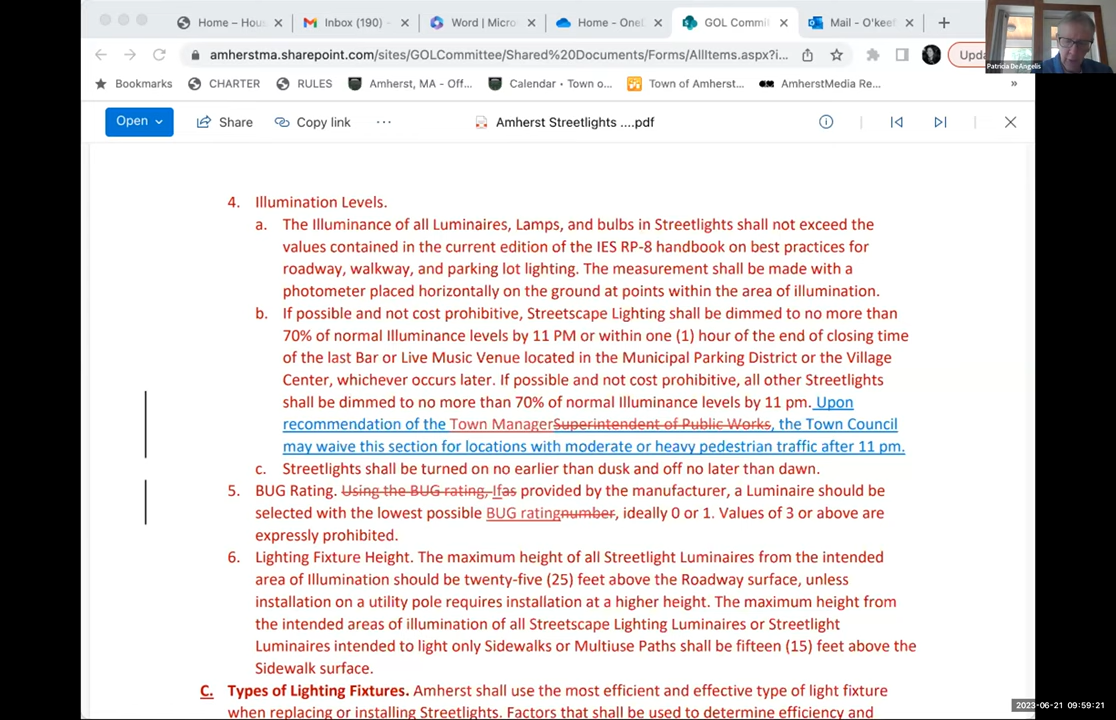 Home – Hous
Inbox (190) -
Word | Micro
Home - Onel
GOL Commit
Mail - O'kee
amherstma.sharepoint.com/sites/GOLCommittee/Shared%20Documents/Forms/AllItems.aspx?i...
Upda
Patricia DeAngelis
Bookmarks
CHARTER
RULES
Amherst, MA - Off...
Calendar • Town o...
Town of Amherst...
AmherstMedia Re...
»
Open
Share
Copy link
...
Amherst Streetlights ....pdf
4. Illumination Levels.
a. The Illuminance of all Luminaires, Lamps, and bulbs in Streetlights shall not exceed the
values contained in the current edition of the IES RP-8 handbook on best practices for
roadway, walkway, and parking lot lighting. The measurement shall be made with a
photometer placed horizontally on the ground at points within the area of illumination.
b. If possible and not cost prohibitive, Streetscape Lighting shall be dimmed to no more than
70% of normal Illuminance levels by 11 PM or within one (1) hour of the end of closing time
of the last Bar or Live Music Venue located in the Municipal Parking District or the Village
Center, whichever occurs later. If possible and not cost prohibitive, all other Streetlights
shall be dimmed to no more than 70% of normal Illuminance levels by 11 pm. Upon
recommendation of the Town ManagerSuperintendent of Public Works, the Town Council
may waive this section for locations with moderate or heavy pedestrian traffic after 11 pm.
c. Streetlights shall be turned on no earlier than dusk and off no later than dawn.
5. BUG Rating. Using the BUG rating, Ifas provided by the manufacturer, a Luminaire should be
selected with the lowest possible BUG ratingnumber, ideally 0 or 1. Values of 3 or above are
expressly prohibited.
6. Lighting Fixture Height. The maximum height of all Streetlight Luminaires from the intended
area of Illumination should be twenty-five (25) feet above the Roadway surface, unless
installation on a utility pole requires installation at a higher height. The maximum height from
the intended areas of illumination of all Streetscape Lighting Luminaires or Streetlight
Luminaires intended to light only Sidewalks or Multiuse Paths shall be fifteen (15) feet above the
Sidewalk surface.
C. Types of Lighting Fixtures. Amherst shall use the most efficient and effective type of light fixture
when replacing or installing Streetlights. Factors that shall be used to determine efficiency and
2023-06-21 09:59:21